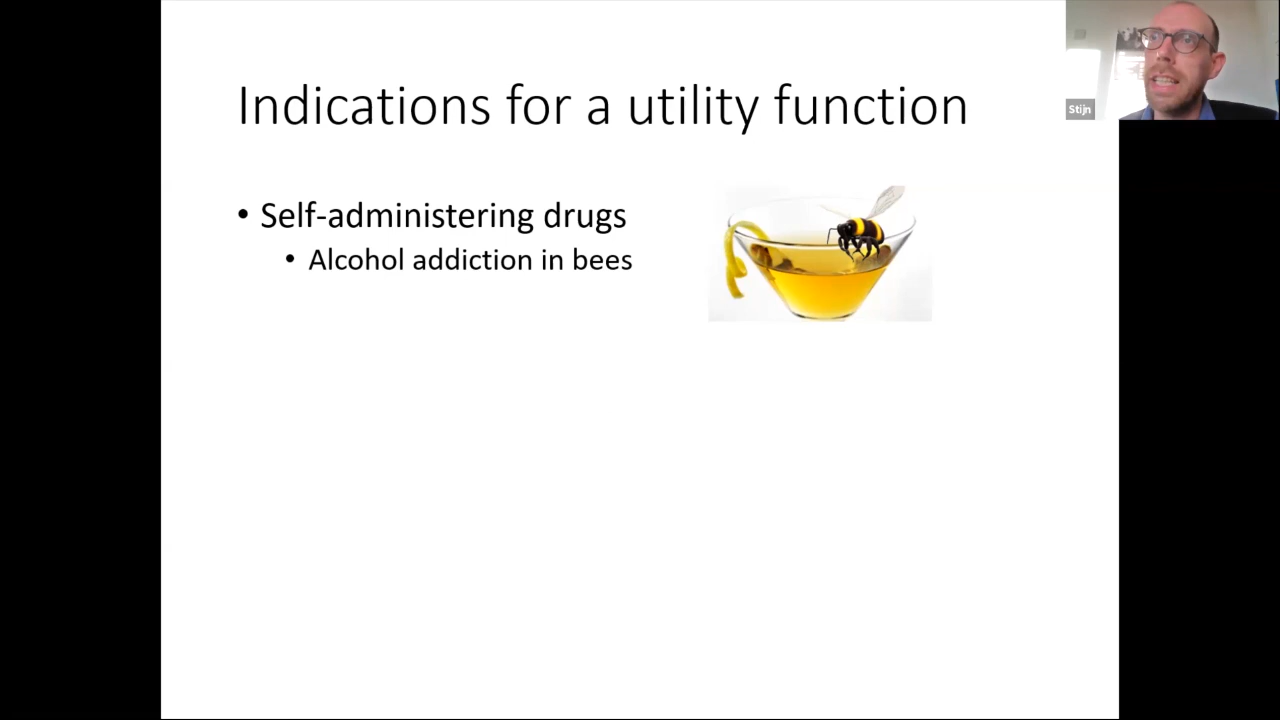 Indications for a utility function
• Self-administering drugs
• Alcohol addiction in bees
Stijn